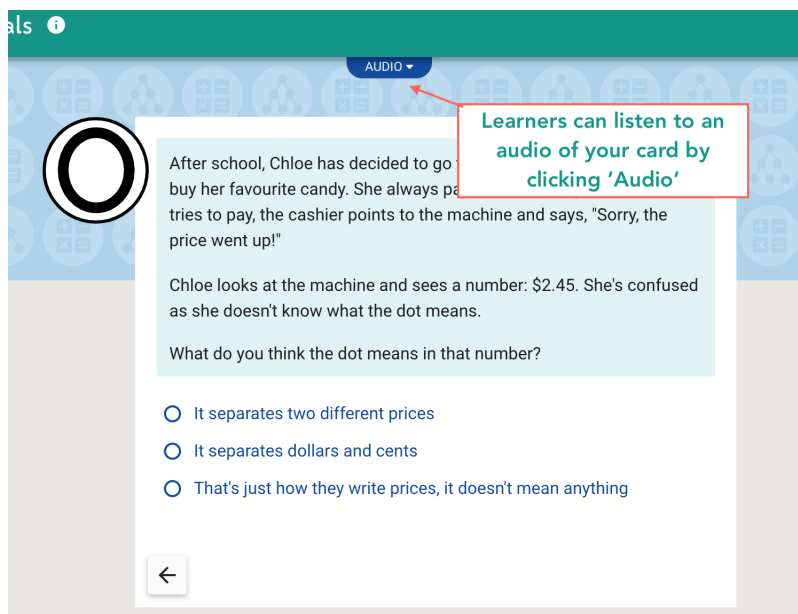 als
AUDIO
Learners can listen to an
audio of your card by
clicking ‘Audio’
After school, Chloe has decided to go
buy her favourite candy. She always
tries to pay, the cashier points to the machine and says, "Sorry, the
price went up!"
Chloe looks at the machine and sees a number: $2.45. She's confused
as she doesn't know what the dot means.
What do you think the dot means in that number?
It separates two different prices
It separates dollars and cents
That's just how they write prices, it doesn't mean anything